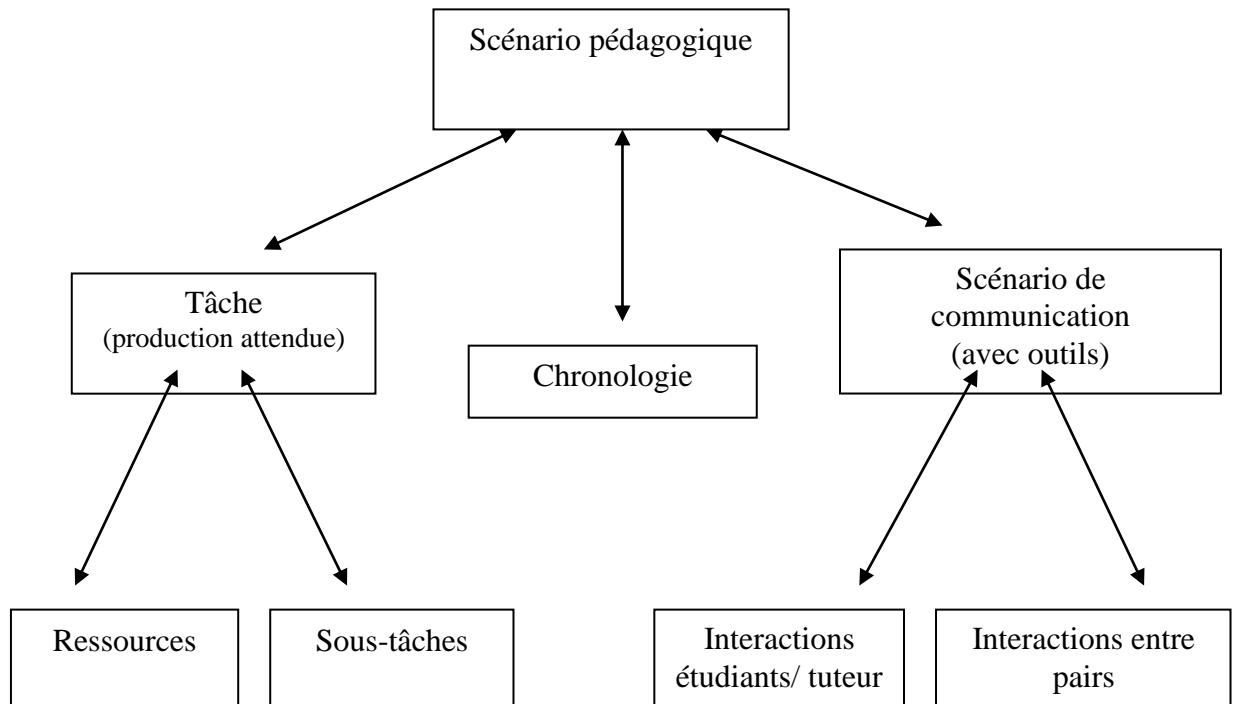 Scénario pédagogique
Tâche
(production attendue)
Chronologie
Scénario de
communication
(avec outils)
Ressources
Sous-tâches
Interactions
étudiants/ tuteur
Interactions entre
pairs